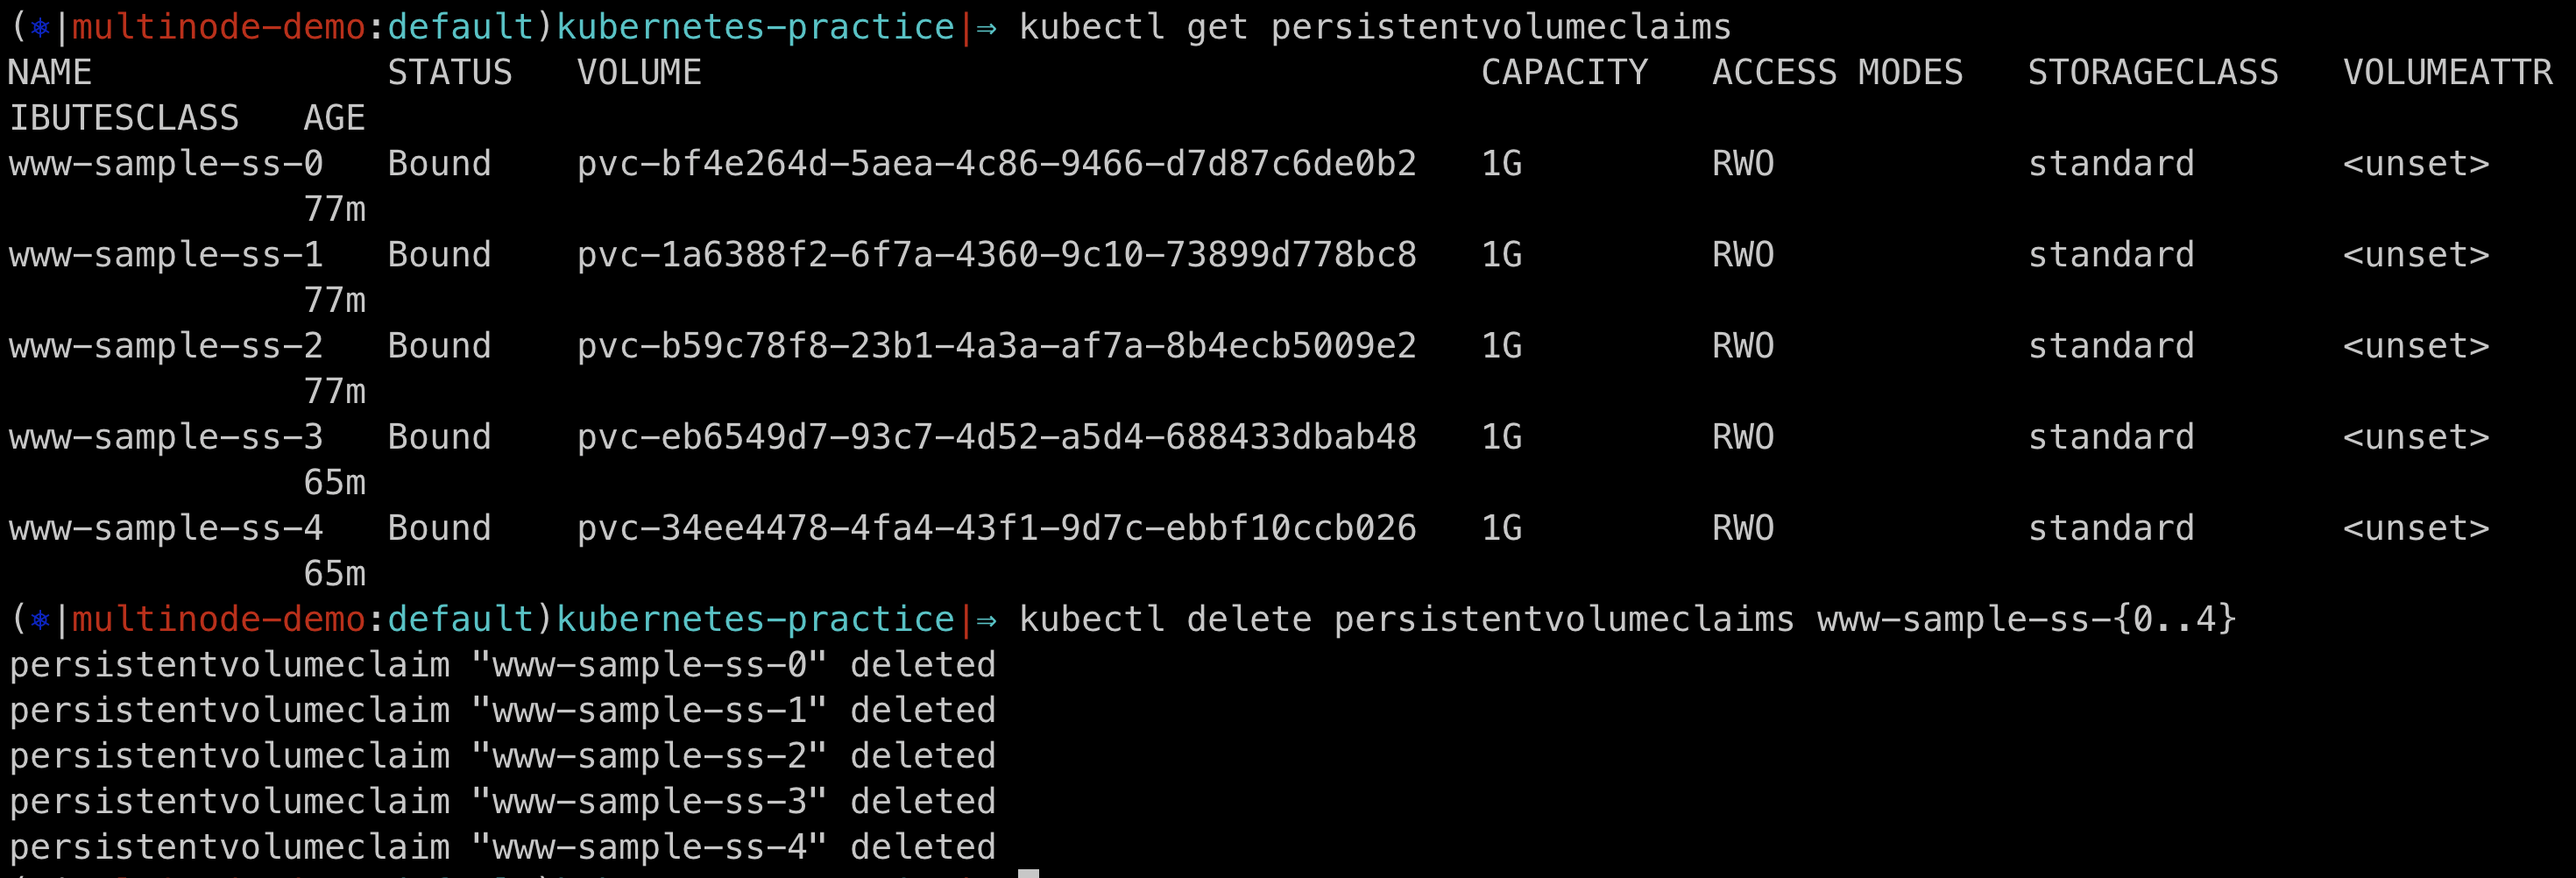 (⎈|multinode-demo:default)kubernetes-practice|⇒ kubectl get persistentvolumeclaims
NAME              STATUS   VOLUME                                     CAPACITY   ACCESS MODES   STORAGECLASS   VOLUMEATTR
IBUTESCLASS   AGE
www-sample-ss-0   Bound    pvc-bf4e264d-5aea-4c86-9466-d7d87c6de0b2   1G         RWO            standard       <unset>
              77m
www-sample-ss-1   Bound    pvc-1a6388f2-6f7a-4360-9c10-73899d778bc8   1G         RWO            standard       <unset>
              77m
www-sample-ss-2   Bound    pvc-b59c78f8-23b1-4a3a-af7a-8b4ecb5009e2   1G         RWO            standard       <unset>
              77m
www-sample-ss-3   Bound    pvc-eb6549d7-93c7-4d52-a5d4-688433dbab48   1G         RWO            standard       <unset>
              65m
www-sample-ss-4   Bound    pvc-34ee4478-4fa4-43f1-9d7c-ebbf10ccb026   1G         RWO            standard       <unset>
              65m
(⎈|multinode-demo:default)kubernetes-practice|⇒ kubectl delete persistentvolumeclaims www-sample-ss-{0..4}
persistentvolumeclaim "www-sample-ss-0" deleted
persistentvolumeclaim "www-sample-ss-1" deleted
persistentvolumeclaim "www-sample-ss-2" deleted
persistentvolumeclaim "www-sample-ss-3" deleted
persistentvolumeclaim "www-sample-ss-4" deleted